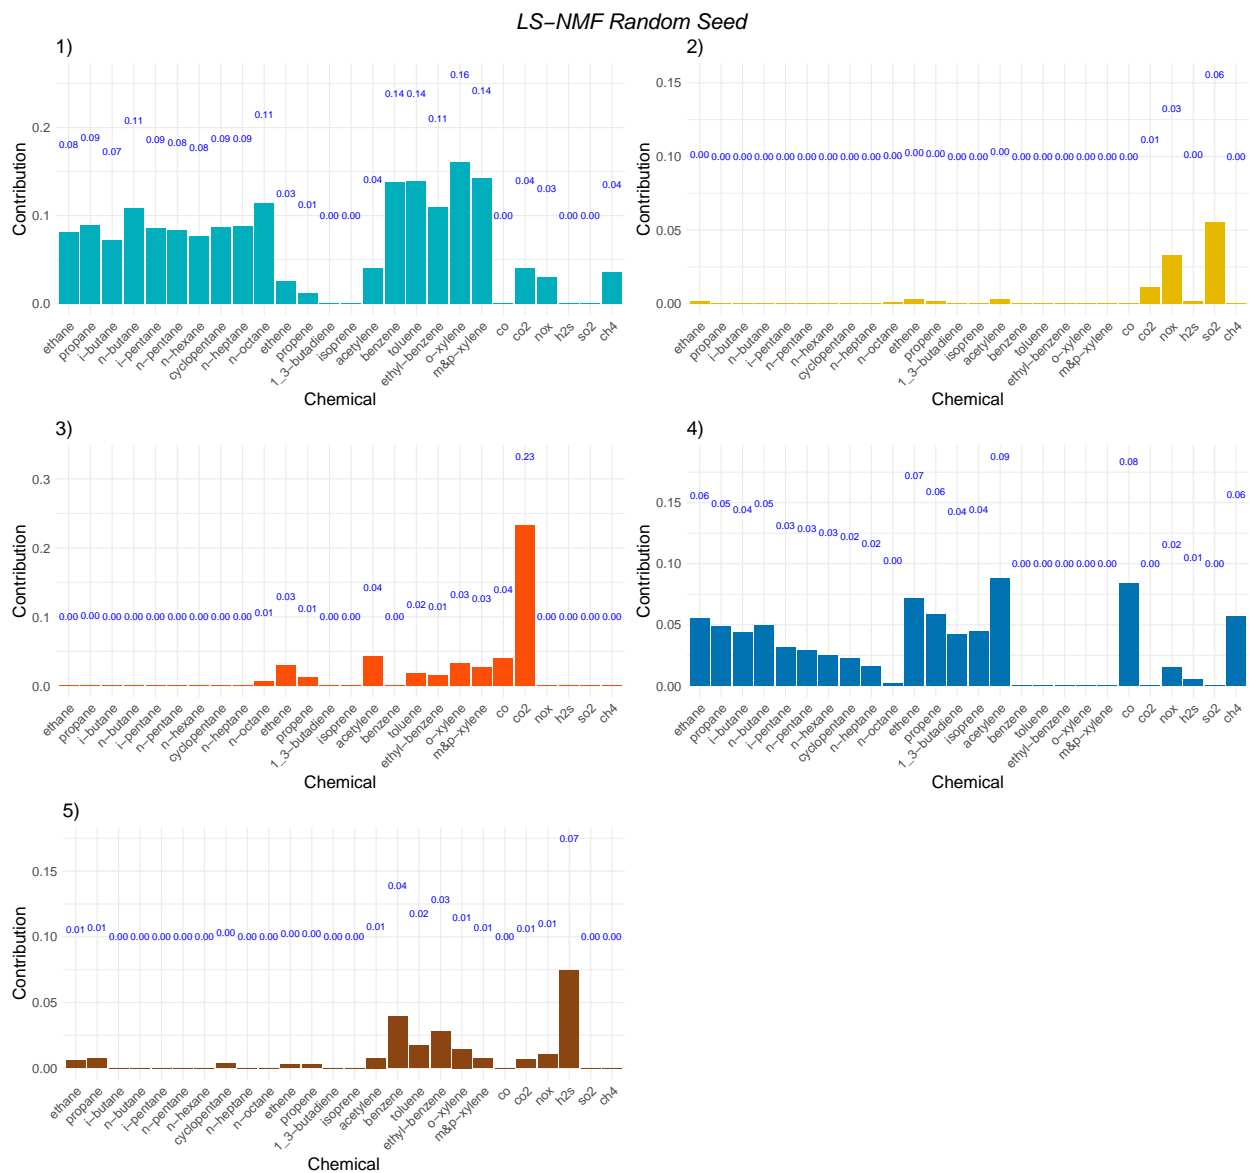 LS−NMF Random Seed
1)
Contribution
0.2
0.1
0.0
0.08 0.09 0.07 0.11 0.09 0.08 0.08 0.09 0.09 0.11 0.03 0.01 0.00 0.00 0.04 0.14 0.14 0.11 0.16 0.14 0.00 0.04 0.03 0.00 0.00 0.04
ethane propane i−butane n−butane i−pentane n−pentane n−hexane cyclopentane n−heptane n−octane ethene propene 1_3−butadiene isoprene acetylene benzene toluene ethyl−benzene o−xylene m&p−xylene co co2 nox h2s so2 ch4
Chemical
2)
Contribution
0.15
0.10
0.05
0.00
0.00 0.00 0.00 0.00 0.00 0.00 0.00 0.00 0.00 0.00 0.00 0.00 0.00 0.00 0.00 0.00 0.00 0.00 0.00 0.00 0.00 0.01 0.03 0.00 0.06 0.00
ethane propane i−butane n−butane i−pentane n−pentane n−hexane cyclopentane n−heptane n−octane ethene propene 1_3−butadiene isoprene acetylene benzene toluene ethyl−benzene o−xylene m&p−xylene co co2 nox h2s so2 ch4
Chemical
3)
Contribution
0.3
0.2
0.1
0.0
0.00 0.00 0.00 0.00 0.00 0.00 0.00 0.00 0.00 0.01 0.03 0.01 0.00 0.00 0.04 0.00 0.02 0.01 0.03 0.03 0.04 0.23 0.00 0.00 0.00 0.00
ethane propane i−butane n−butane i−pentane n−pentane n−hexane cyclopentane n−heptane n−octane ethene propene 1_3−butadiene isoprene acetylene benzene toluene ethyl−benzene o−xylene m&p−xylene co co2 nox h2s so2 ch4
Chemical
4)
Contribution
0.15
0.10
0.05
0.00
0.06 0.05 0.04 0.05 0.03 0.03 0.03 0.02 0.02 0.00 0.07 0.06 0.04 0.04 0.09 0.00 0.00 0.00 0.00 0.00 0.08 0.00 0.02 0.01 0.00 0.06
ethane propane i−butane n−butane i−pentane n−pentane n−hexane cyclopentane n−heptane n−octane ethene propene 1_3−butadiene isoprene acetylene benzene toluene ethyl−benzene o−xylene m&p−xylene co co2 nox h2s so2 ch4
Chemical
5)
Contribution
0.15
0.10
0.05
0.00
0.01 0.01 0.00 0.00 0.00 0.00 0.00 0.00 0.00 0.00 0.00 0.00 0.00 0.00 0.01 0.04 0.02 0.03 0.01 0.01 0.00 0.01 0.01 0.07 0.00 0.00
ethane propane i−butane n−butane i−pentane n−pentane n−hexane cyclopentane n−heptane n−octane ethene propene 1_3−butadiene isoprene acetylene benzene toluene ethyl−benzene o−xylene m&p−xylene co co2 nox h2s so2 ch4
Chemical